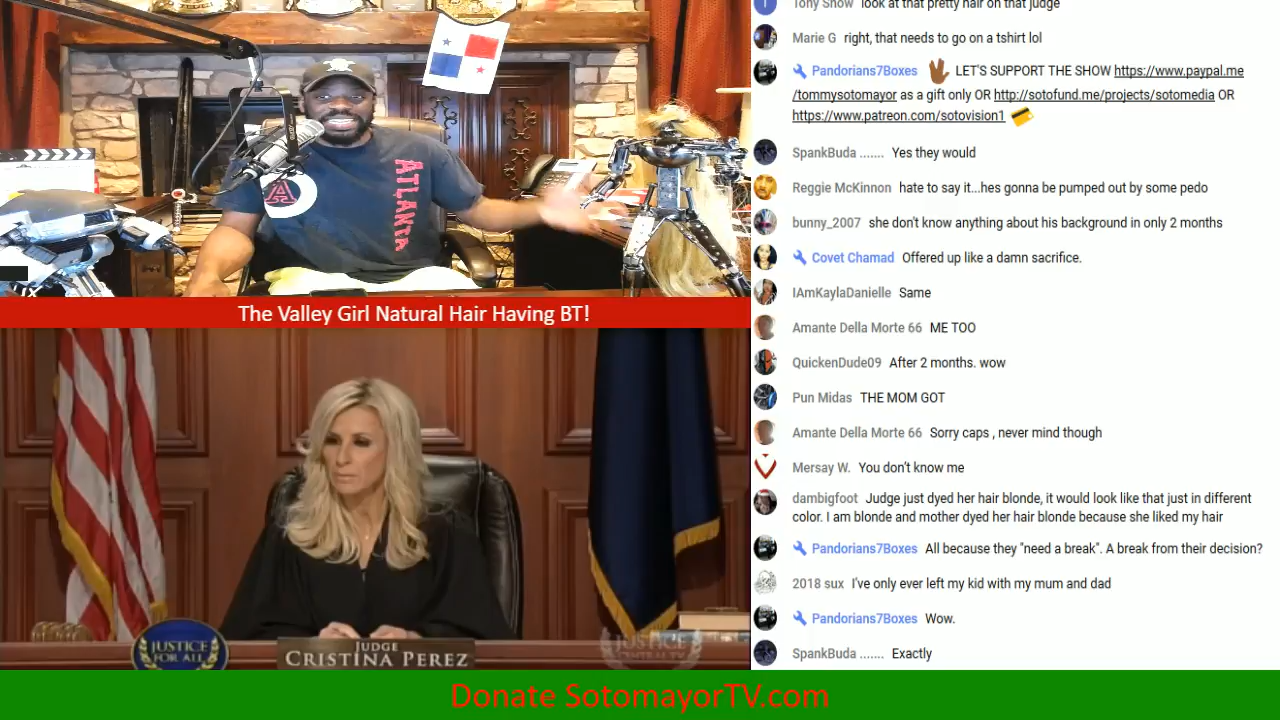 ATLANTA
A
The Valley Girl Natural Hair Having BT!
JUSTICE
FOR ALL
JUDGE
CRISTINA PEREZ
JUSTICE
CENTRAL.TV
Tony Show look at that pretty hair on that judge
Marie G right, that needs to go on a tshirt lol
Pandorians7Boxes LET'S SUPPORT THE SHOW https://www.paypal.me
/tommysotomayor as a gift only OR http://sotofund.me/projects/sotomedia OR
https://www.patreon.com/sotovision1
SpankBuda ....... Yes they would
Reggie McKinnon hate to say it...hes gonna be pumped out by some pedo
bunny_2007 she don't know anything about his background in only 2 months
Covet Chamad Offered up like a damn sacrifice.
IAmKaylaDanielle Same
Amante Della Morte 66 ME TOO
QuickenDude09 After 2 months. wow
Pun Midas THE MOM GOT
Amante Della Morte 66 Sorry caps , never mind though
Mersay W. You don't know me
dambigfoot Judge just dyed her hair blonde, it would look like that just in different
color. I am blonde and mother dyed her hair blonde because she liked my hair
Pandorians7Boxes All because they "need a break". A break from their decision?
2018 sux I've only ever left my kid with my mum and dad
Pandorians7Boxes Wow.
SpankBuda ....... Exactly
Donate SotomayorTV.com